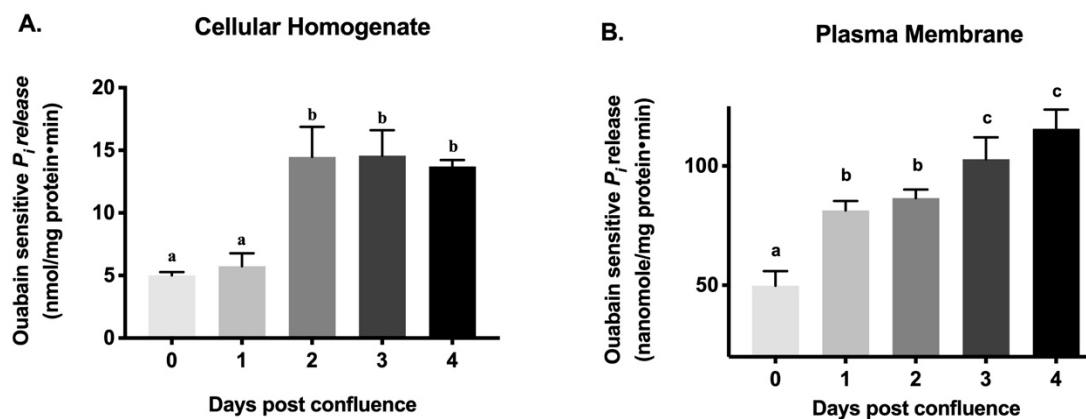 A.
Cellular Homogenate
Ouabain sensitive Pi release
(nmol/mg protein•min)
20
15
10
5
0
a
a
b
b
b
0 1 2 3 4
Days post confluence
B.
Plasma Membrane
Ouabain sensitive Pi release
(nanomole/mg protein•min)
100
50
a
b
b
c
c
0 1 2 3 4
Days post confluence